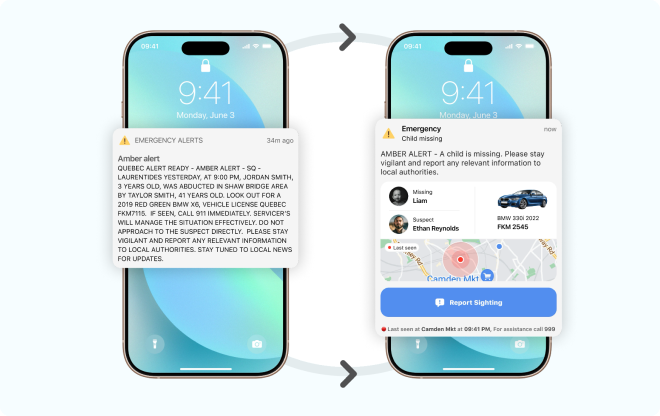 09:41
9:41
Monday, June 3
EMERGENCY ALERTS 34m ago
Amber alert
QUEBEC ALERT READY - AMBER ALERT - SQ -
LAURENTIDES YESTERDAY, AT 9:00 PM, JORDAN SMITH,
3 YEARS OLD, WAS ABDUCTED IN SHAW BRIDGE AREA
BY TAYLOR SMITH, 41 YEARS OLD. LOOK OUT FOR A
2019 RED GREEN BMW X6, VEHICLE LICENSE QUEBEC
FKM7115. IF SEEN, CALL 911 IMMEDIATELY. SERVICER'S
WILL MANAGE THE SITUATION EFFECTIVELY. DO NOT
APPROACH TO THE SUSPECT DIRECTLY. PLEASE STAY
VIGILANT AND REPORT ANY RELEVANT INFORMATION
TO LOCAL AUTHORITIES. STAY TUNED TO LOCAL NEWS
FOR UPDATES.
09:41
9:41
Monday, June 3
Emergency now
Child missing
AMBER ALERT - A child is missing. Please stay
vigilant and report any relevant information to
local authorities.
Missing
Liam
Suspect
Ethan Reynolds
BMW 330i 2022
FKM 2545
Last seen
Camden Mkt
Report Sighting
Last seen at Camden Mkt at 09:41 PM, For assistance call 999